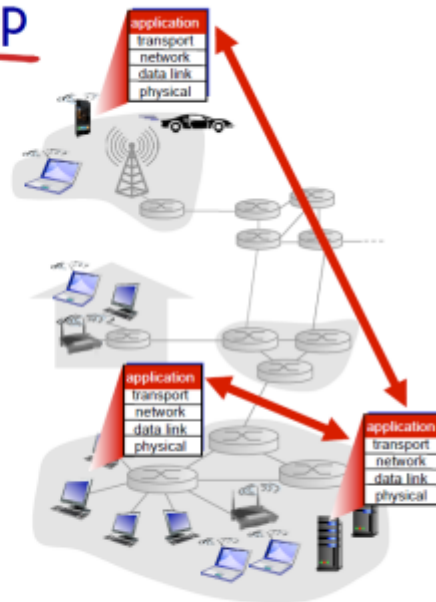 p
application
transport
network
data link
physical
application
transport
network
data link
physical
application
transport
network
data link
physical